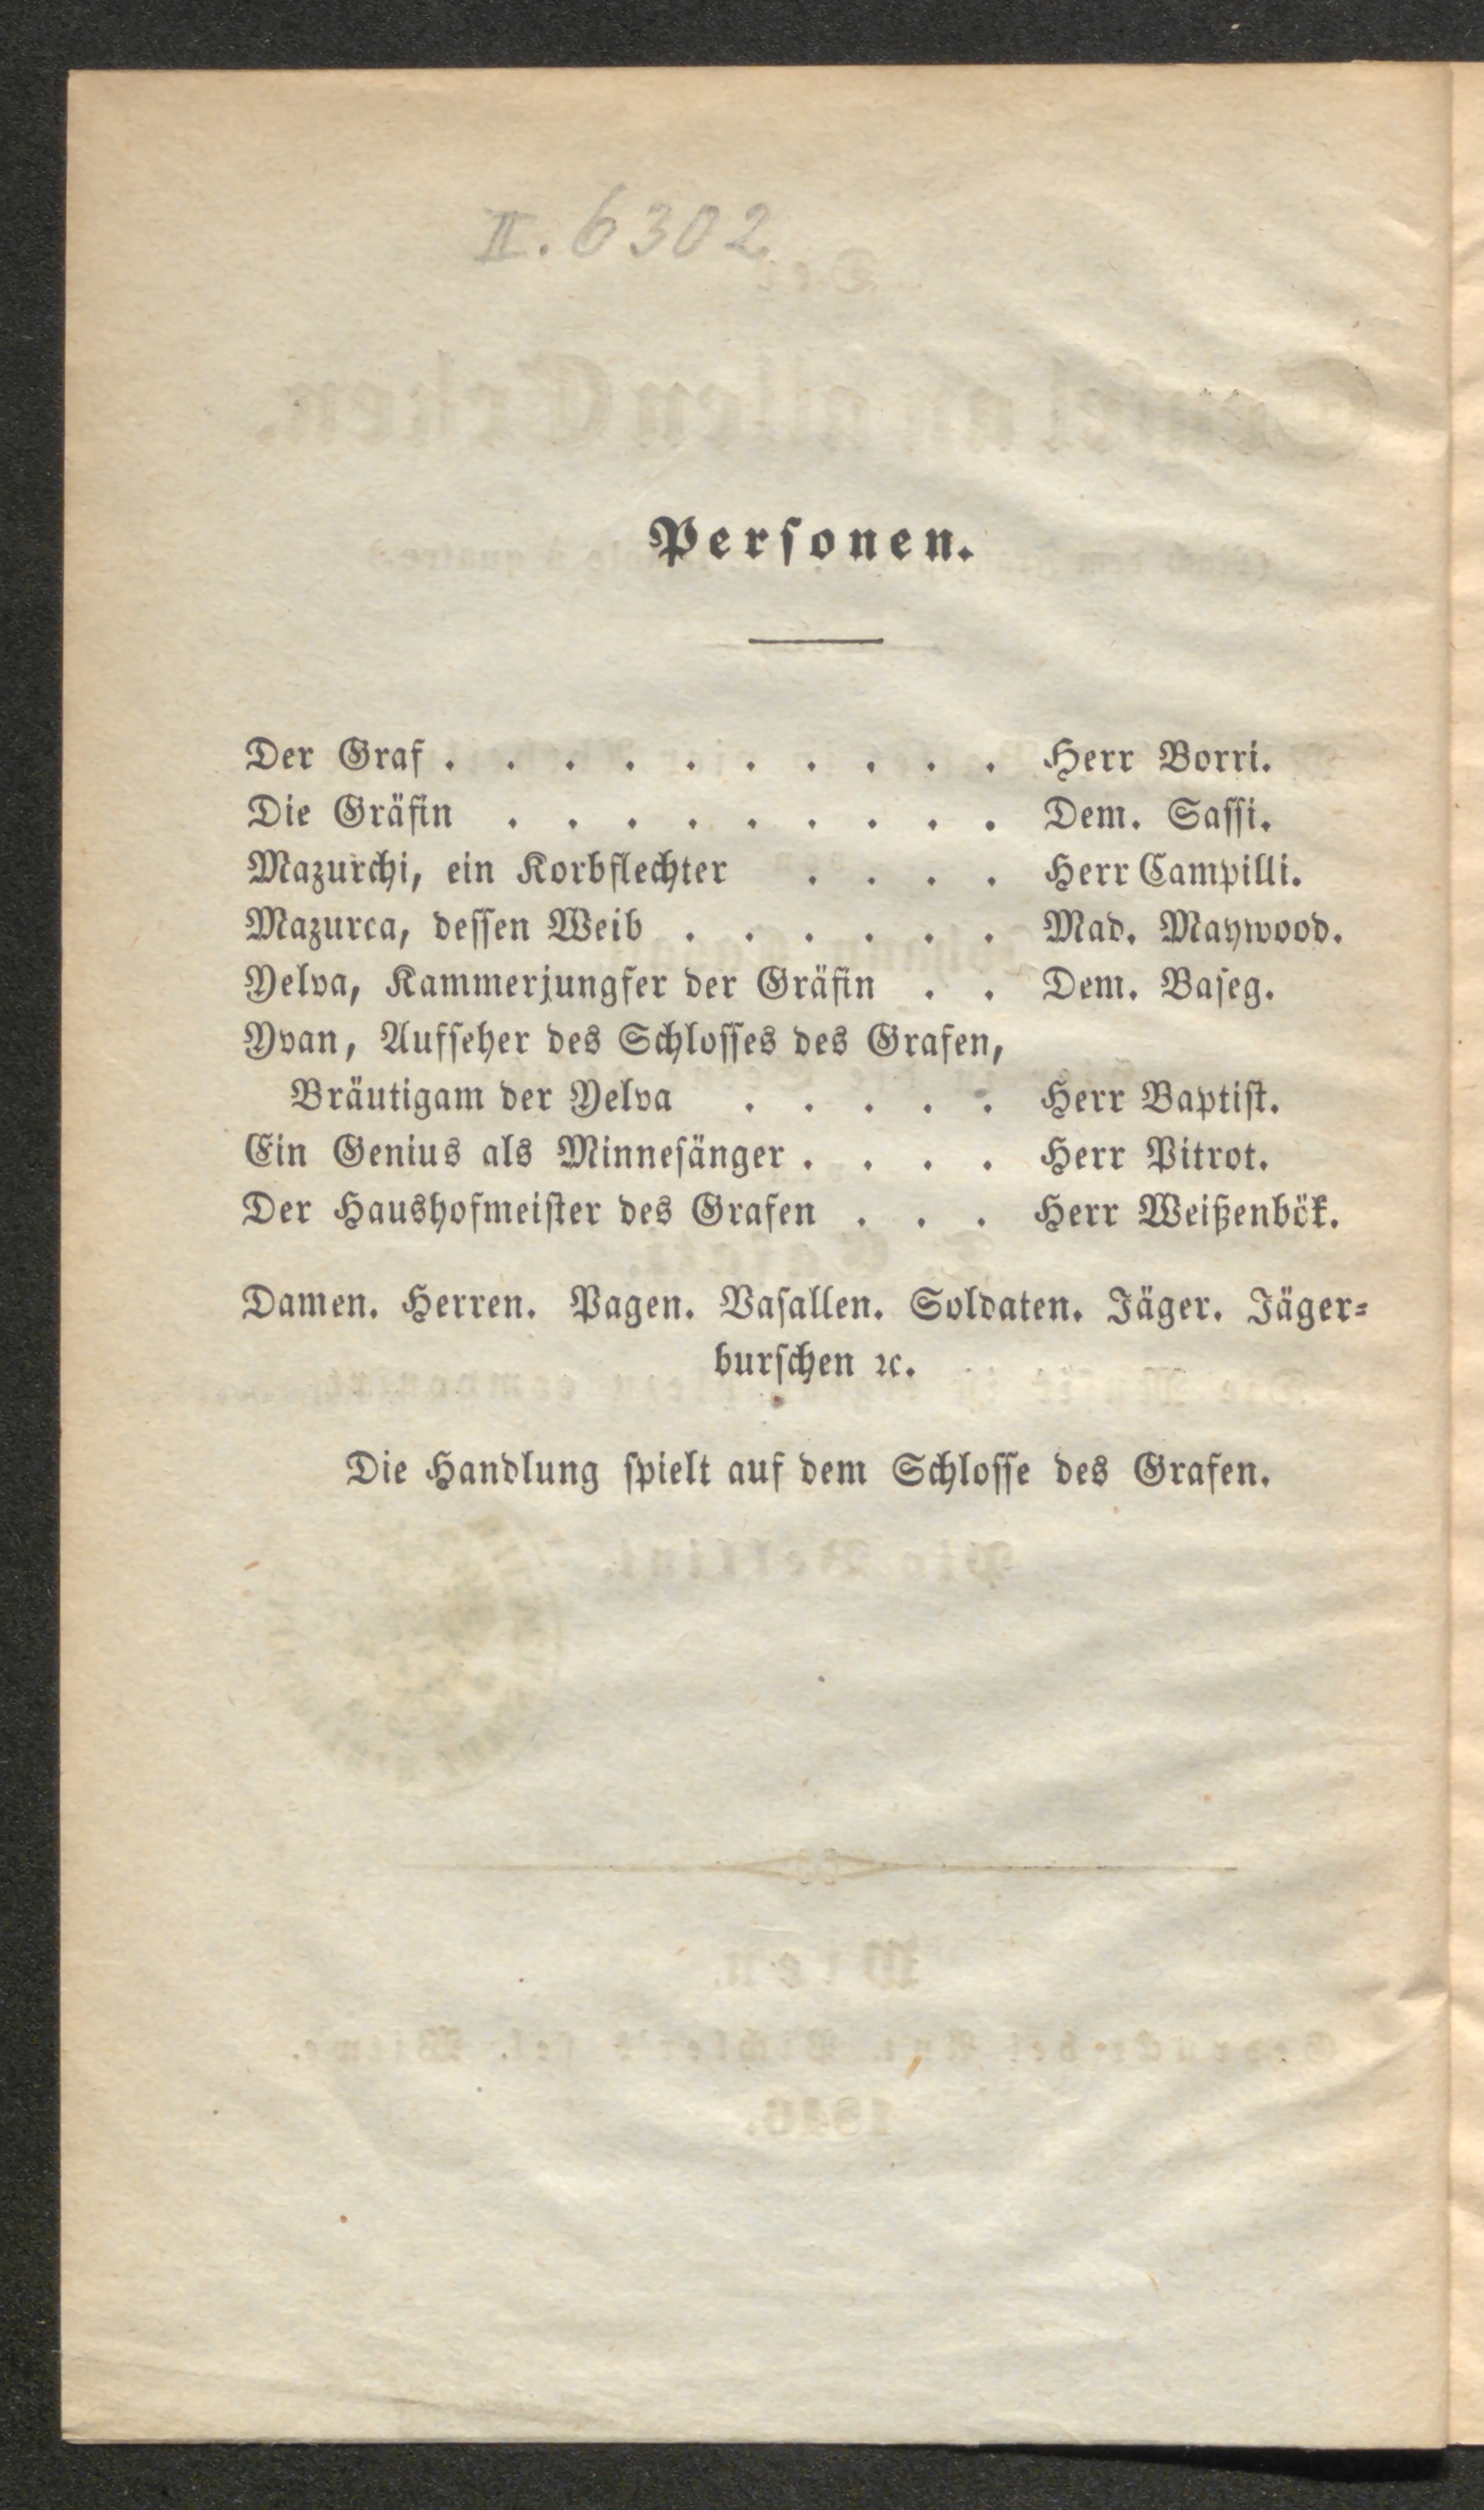 II. 6302
Personen.
Der Graf . . . . . . . . . . Herr Borri.
Die Gräfin . . . . . . . . . Dem. Sassi.
Mazurchi, ein Korbflechter . . . . Herr Campilli.
Mazurca, dessen Weib . . . . . . Mad. Maywood.
Yelva, Kammerjungfer der Gräfin . . Dem. Baseg.
Yvan, Aufseher des Schlosses des Grafen,
Bräutigam der Yelva . . . . . Herr Baptist.
Ein Genius als Minnesänger . . . . Herr Pitrot.
Der Haushofmeister des Grafen . . . Herr Weißenbök.
Damen. Herren. Pagen. Vasallen. Soldaten. Jäger. Jäger-
burschen ꝛc.
Die Handlung spielt auf dem Schlosse des Grafen.